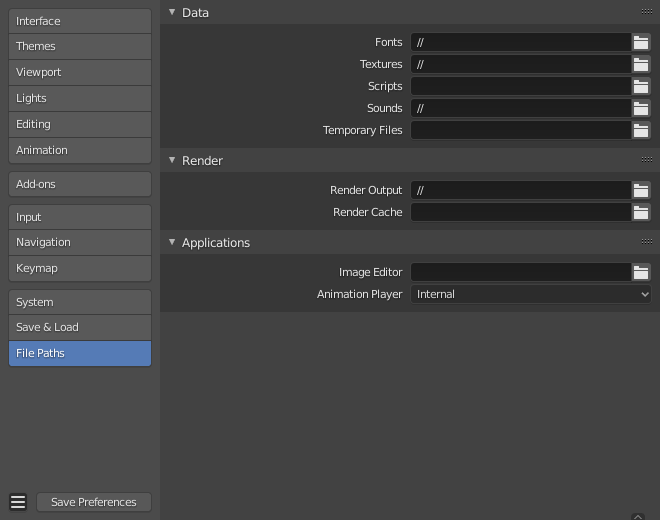 Interface
Themes
Viewport
Lights
Editing
Animation
Add-ons
Input
Navigation
Keymap
System
Save & Load
File Paths
Save Preferences
Data
Fonts //
Textures //
Scripts
Sounds //
Temporary Files
Render
Render Output //
Render Cache
Applications
Image Editor
Animation Player Internal